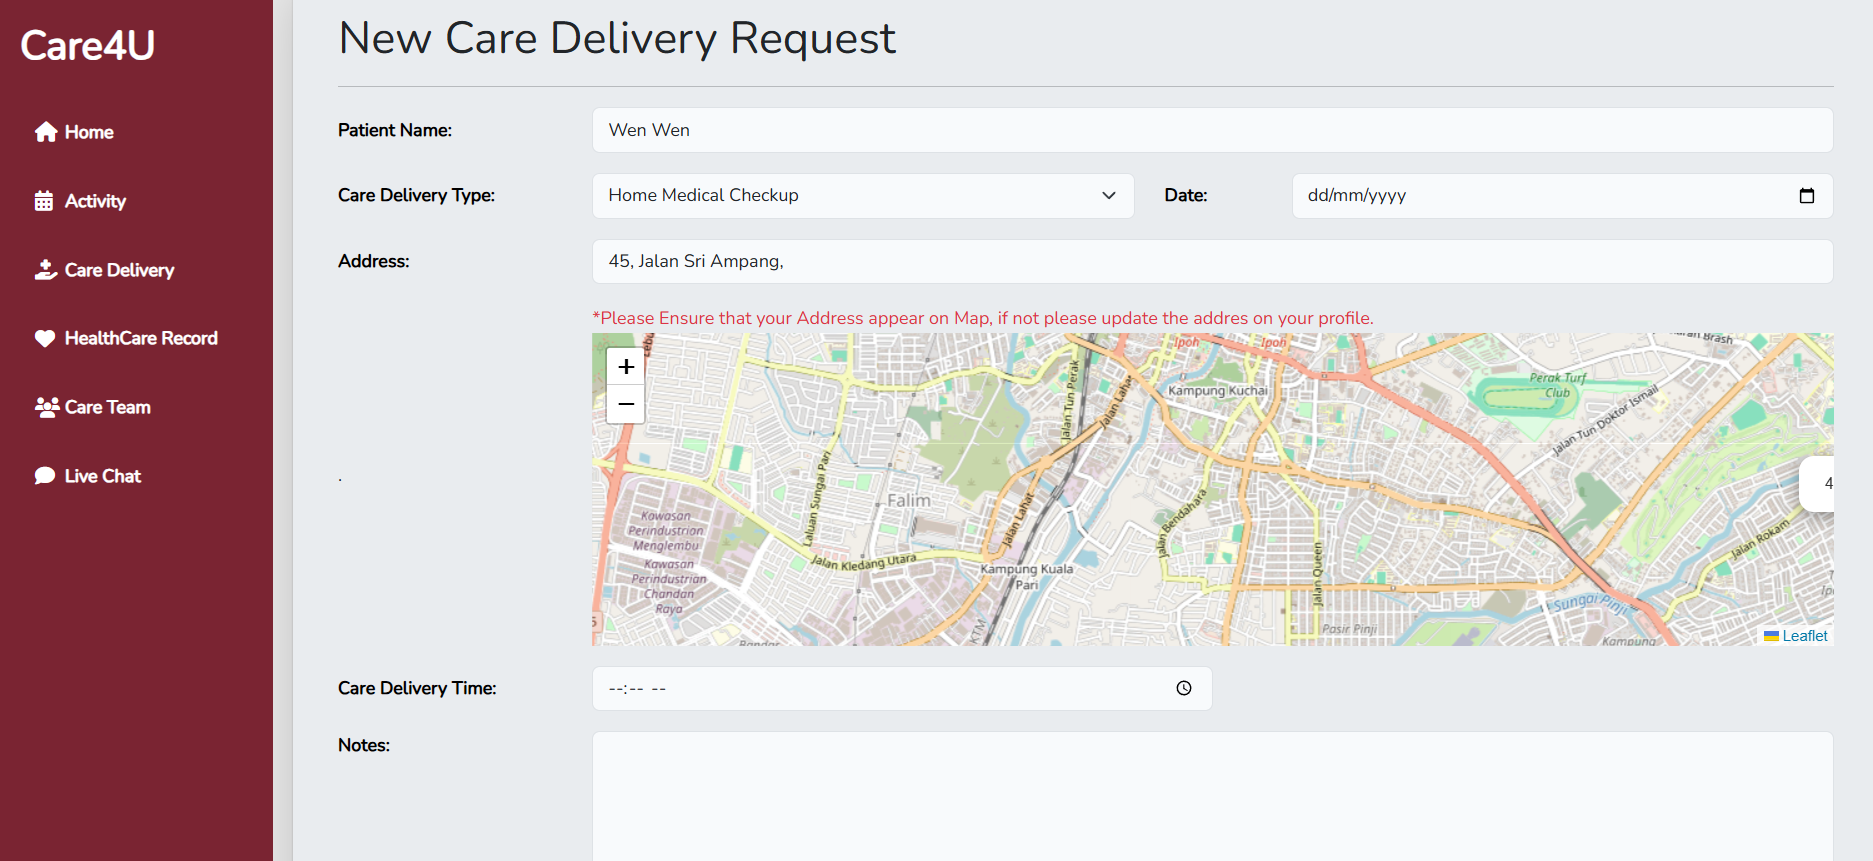 Care4U
Home
Activity
Care Delivery
HealthCare Record
Care Team
Live Chat
New Care Delivery Request
Patient Name:
Wen Wen
Care Delivery Type:
Home Medical Checkup
Date:
dd/mm/yyyy
Address:
45, Jalan Sri Ampang,
*Please Ensure that your Address appear on Map, if not please update the addres on your profile.
.
+
−
Ipoh
Ipoh
Kampung Kuchai
Perak Turf
Club
Jalan Tun Perak
Jalan Lahat
Jalan Tun Doktor Ismail
Laluan Sungai Pari
Falim
Jalan Lahat
Jalan Bendahara
4
Kawasan
Perindustrian
Menglembu
Kawasan
Perindustrian
Chandan
Raya
Jalan Kledang Utara
Kampung Kuala
Pari
Jalan Queen
Jalan Rokam
Sungai Pinji
Pasir Pinji
KTM
Kampung
5
Leaflet
Care Delivery Time:
--:-- --
Notes: